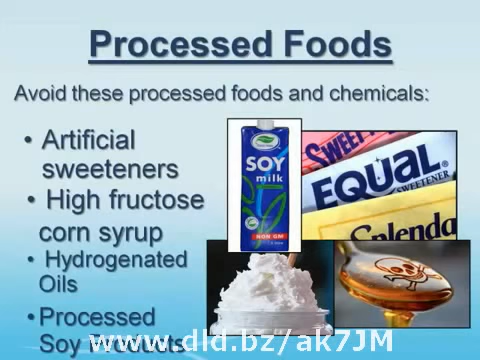 Processed Foods
Avoid these processed foods and chemicals:
• Artificial
sweeteners
• High fructose
corn syrup
• Hydrogenated
Oils
• Processed
Soy
www.dld.bz/ak7JM
SOY
milk
NON GM
EQUAL®
SWEETENER
Splenda